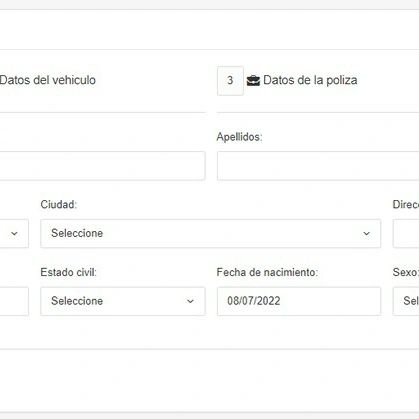 Datos del vehiculo 3 Datos de la poliza
Apellidos:
Ciudad: Direc
Seleccione
Estado civil: Fecha de nacimiento: Sexo:
Seleccione 08/07/2022 Sel